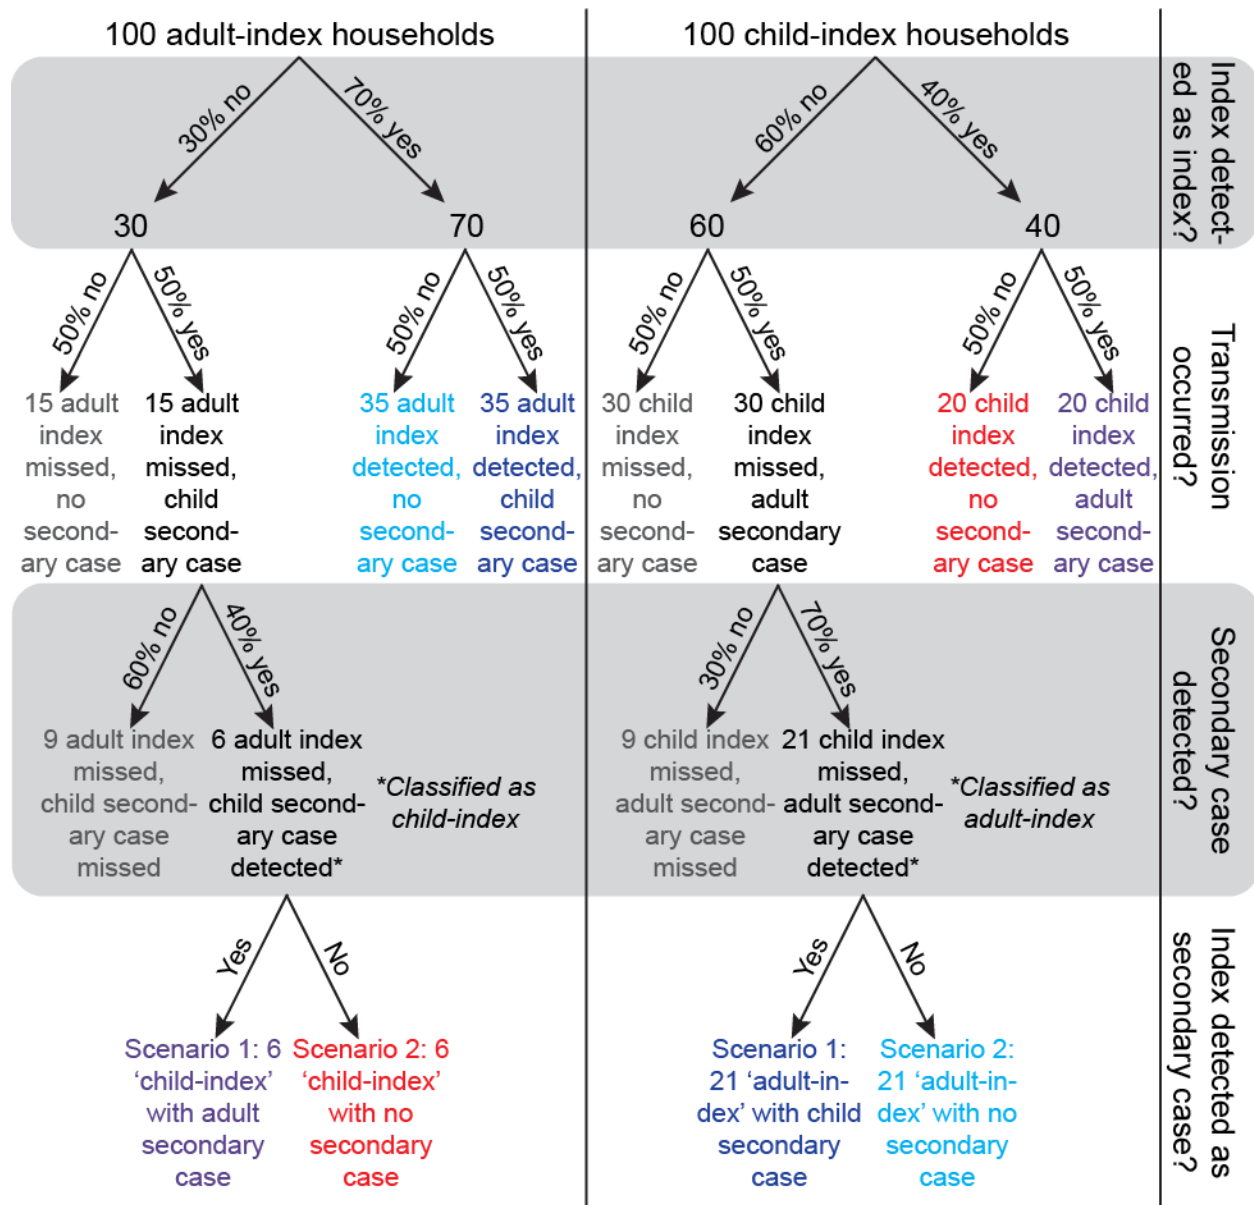 100 adult-index households
100 child-index households
Index detect-
ed as index?
30% no
70% yes
60% no
40% yes
30
70
60
40
Transmission
occurred?
50% no
50% yes
50% no
50% yes
50% no
50% yes
50% no
50% yes
15 adult
index
missed,
no
second-
ary case
15 adult
index
missed,
child
second-
ary case
35 adult
index
detected,
no
second-
ary case
35 adult
index
detected,
child
second-
ary case
30 child
index
missed,
no
second-
ary case
30 child
index
missed,
adult
secondary
case
20 child
index
detected,
no
second-
ary case
20 child
index
detected,
adult
second-
ary case
Secondary case
detected?
60% no
40% yes
30% no
70% yes
9 adult index
missed,
child second-
ary case
missed
6 adult index
missed,
child second-
ary case
detected*
*Classified as
child-index
9 child index
missed,
adult second-
ary case
missed
21 child index
missed,
adult second-
ary case
detected*
*Classified as
adult-index
Index detected as
secondary case?
Yes
No
Yes
No
Scenario 1: 6
‘child-index’
with adult
secondary
case
Scenario 2: 6
‘child-index’
with no
secondary
case
Scenario 1:
21 ‘adult-in-
dex’ with child
secondary
case
Scenario 2:
21 ‘adult-in-
dex’ with no
secondary
case